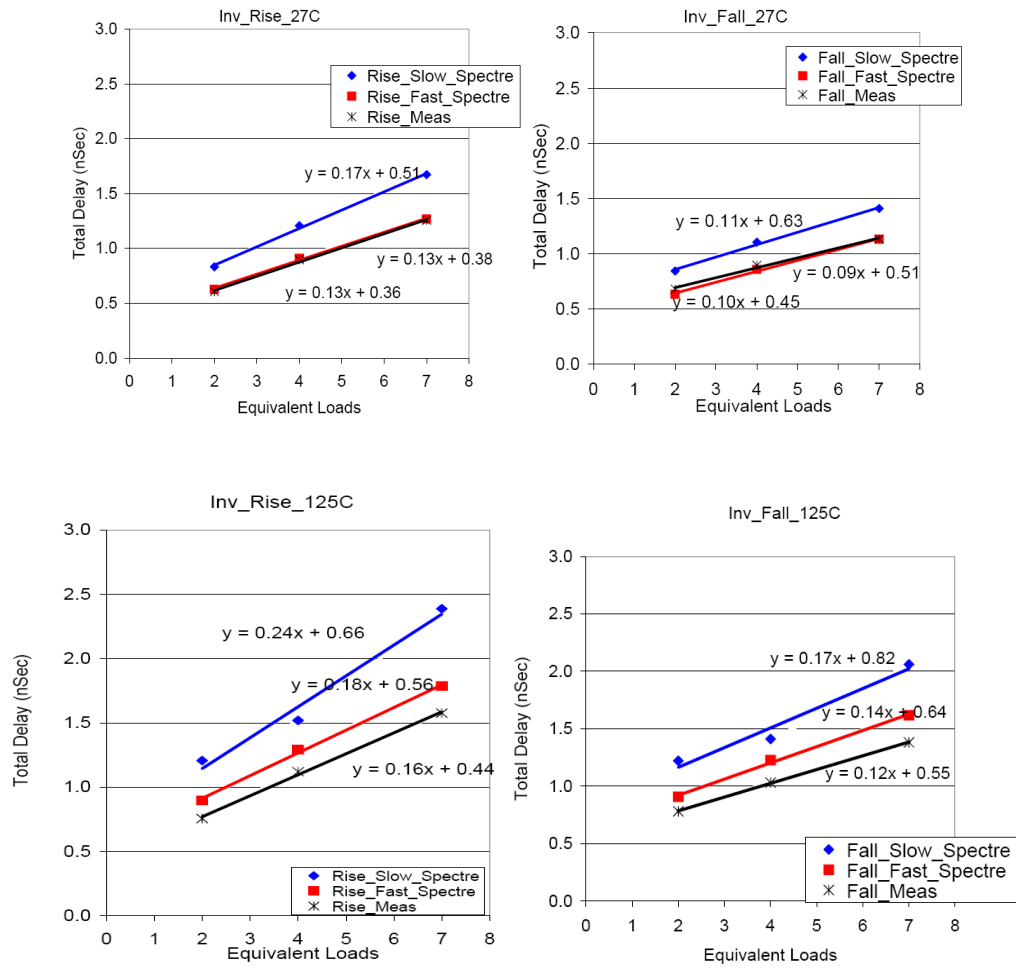 Inv_Rise_27C
3.0
2.5
2.0
1.5
1.0
0.5
0.0
Total Delay (nSec)
Rise_Slow_Spectre
Rise_Fast_Spectre
Rise_Meas
y = 0.17x + 0.51
y = 0.13x + 0.38
y = 0.13x + 0.36
0 1 2 3 4 5 6 7 8
Equivalent Loads
Inv_Fall_27C
3.0
2.5
2.0
1.5
1.0
0.5
0.0
Total Delay (nSec)
Fall_Slow_Spectre
Fall_Fast_Spectre
Fall_Meas
y = 0.11x + 0.63
y = 0.09x + 0.51
y = 0.10x + 0.45
0 1 2 3 4 5 6 7 8
Equivalent Loads
Inv_Rise_125C
3.0
2.5
2.0
1.5
1.0
0.5
0.0
Total Delay (nSec)
y = 0.24x + 0.66
y = 0.18x + 0.56
y = 0.16x + 0.44
Rise_Slow_Spectre
Rise_Fast_Spectre
Rise_Meas
0 1 2 3 4 5 6 7 8
Equivalent Loads
Inv_Fall_125C
3.0
2.5
2.0
1.5
1.0
0.5
0.0
Total Delay (nSec)
y = 0.17x + 0.82
y = 0.14x + 0.64
y = 0.12x + 0.55
Fall_Slow_Spectre
Fall_Fast_Spectre
Fall_Meas
0 1 2 3 4 5 6 7 8
Equivalent Loads